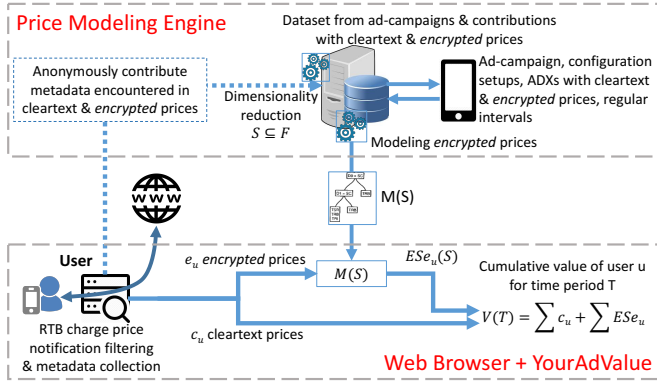 Price Modeling Engine
Dataset from ad-campaigns & contributions
with cleartext & encrypted prices
Anonymously contribute
metadata encountered in
cleartext & encrypted prices
Dimensionality
reduction
S ⊆ F
Ad-campaign, configuration
setups, ADXs with cleartext
& encrypted prices, regular
intervals
Modeling encrypted prices
M(S)
WWW
User
e_u encrypted prices
M(S)
ESe_u(S)
Cumulative value of user u
for time period T
V(T) = ∑ c_u + ∑ ESe_u
c_u cleartext prices
RTB charge price
notification filtering
& metadata collection
Web Browser + YourAdValue